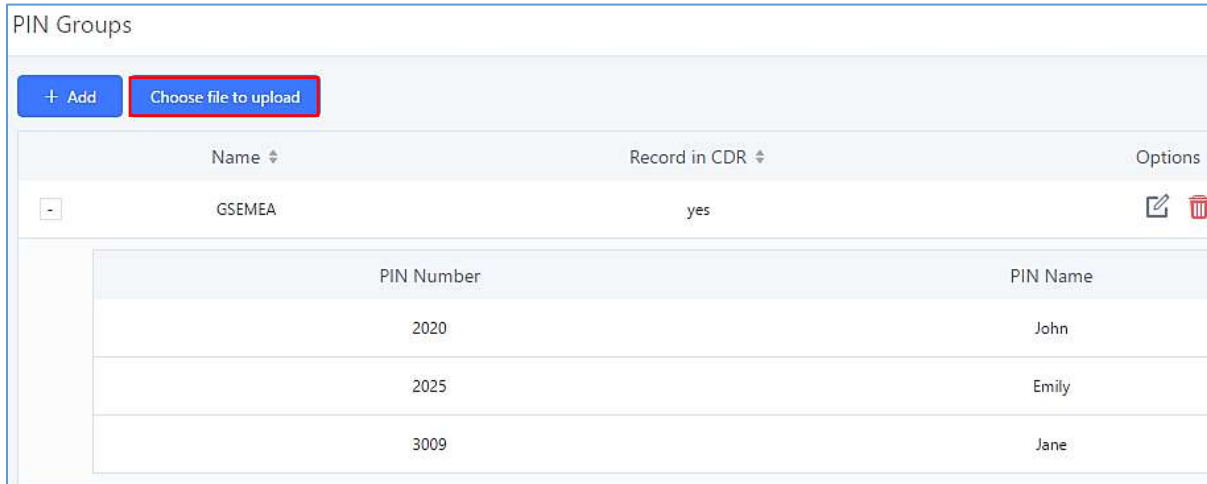 PIN Groups
+ Add Choose file to upload
Name Record in CDR Options
- GSEMEA yes
PIN Number PIN Name
2020 John
2025 Emily
3009 Jane